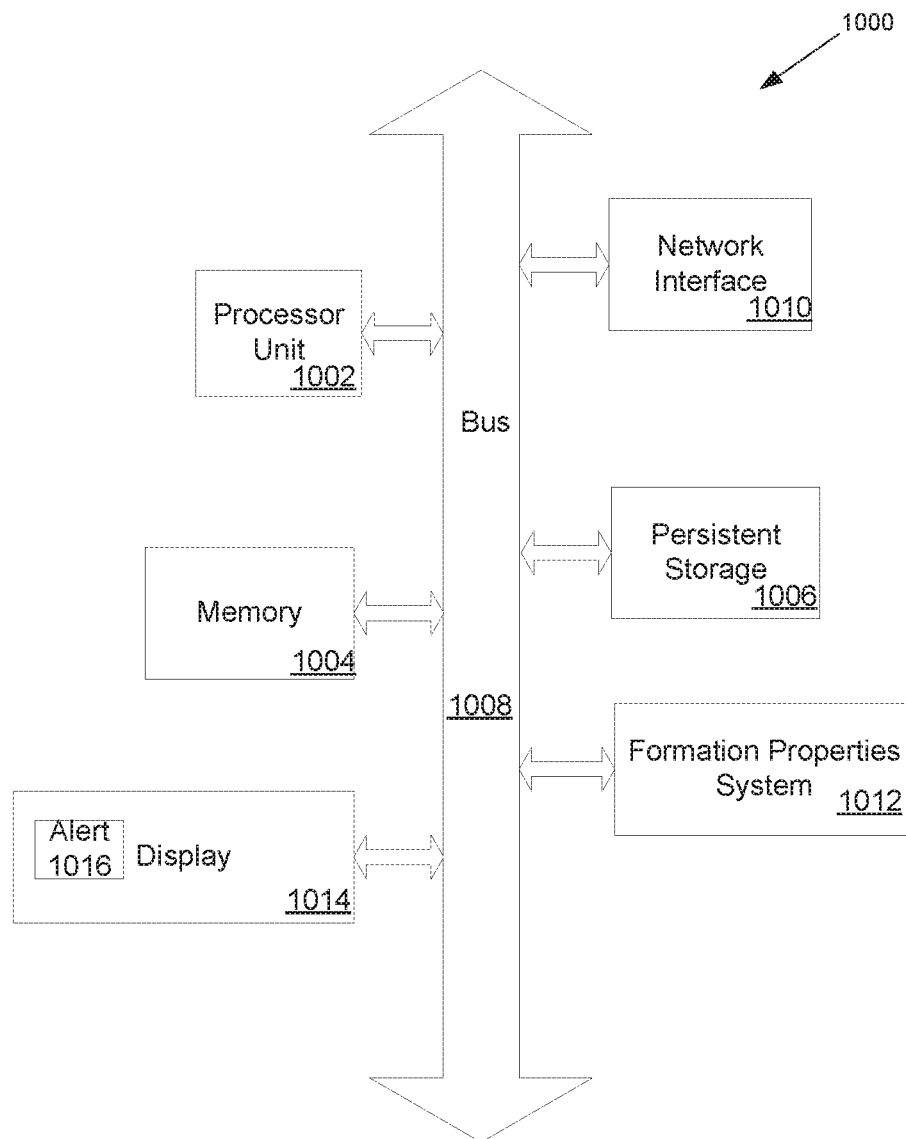 1000
Network
Interface
1010
Processor
Unit
1002
Bus
Persistent
Storage
1006
Memory
1004
1008
Formation Properties
System
1012
Alert
1016
Display
1014